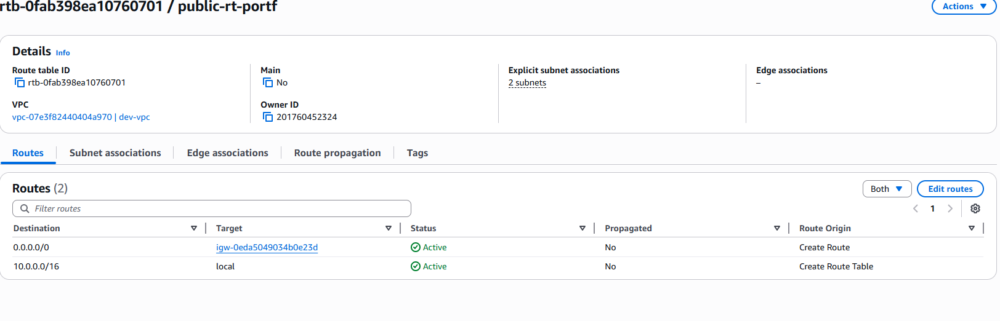 rtb-0fab398ea10760701 / public-rt-portf
Actions
Details Info
Route table ID
rtb-0fab398ea10760701
Main
No
Explicit subnet associations
2 subnets
Edge associations
–
VPC
vpc-07e3f82440404a970 | dev-vpc
Owner ID
201760452324
Routes Subnet associations Edge associations Route propagation Tags
Routes (2)
Both Edit routes
Filter routes
1
Destination Target Status Propagated Route Origin
0.0.0.0/0 igw-0eda5049034b0e23d Active No Create Route
10.0.0.0/16 local Active No Create Route Table